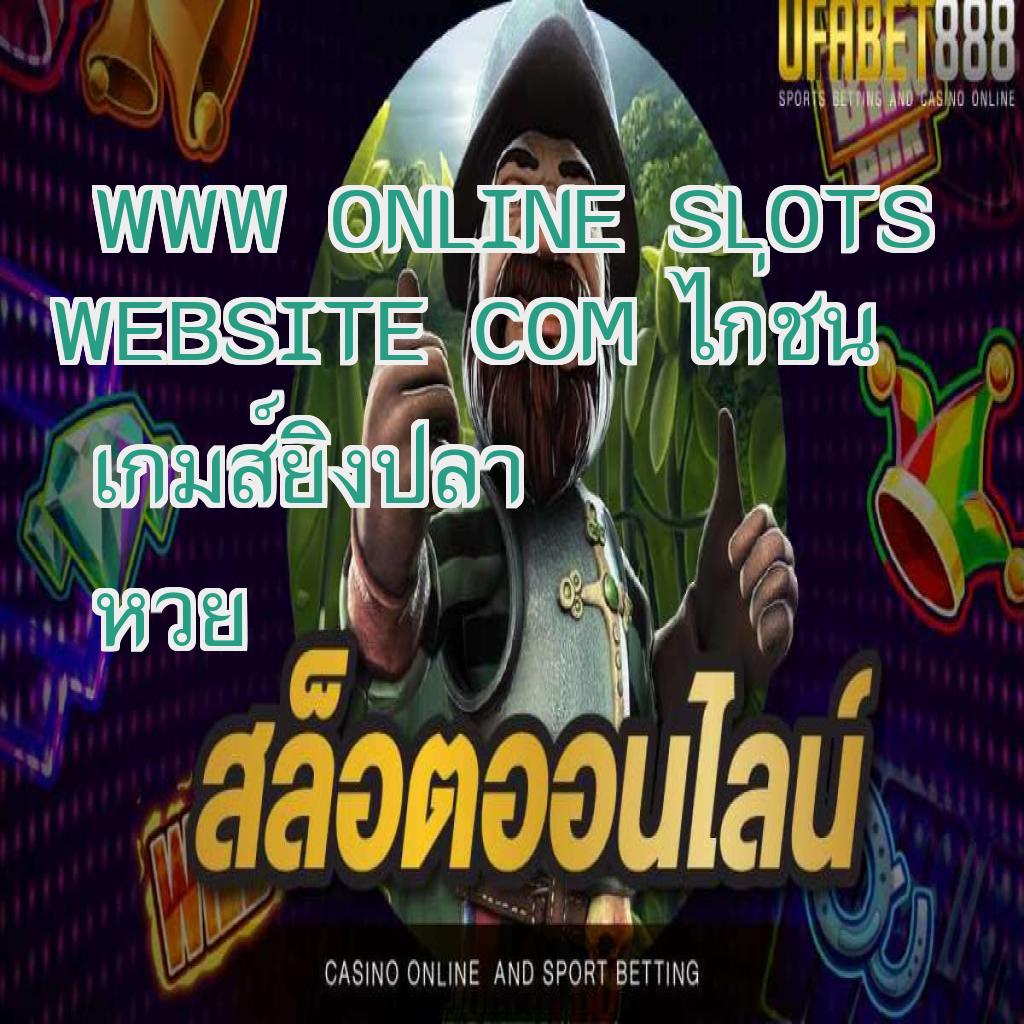 UFABET888
SPORTS BETTING AND CASINO ONLINE
BAR
WWW ONLINE SLOTS
WEBSITE COM ไก่ชน
เกมส์ยิงปลา
หวย
สล็อตออนไลน์
WIN
CASINO ONLINE AND SPORT BETTING